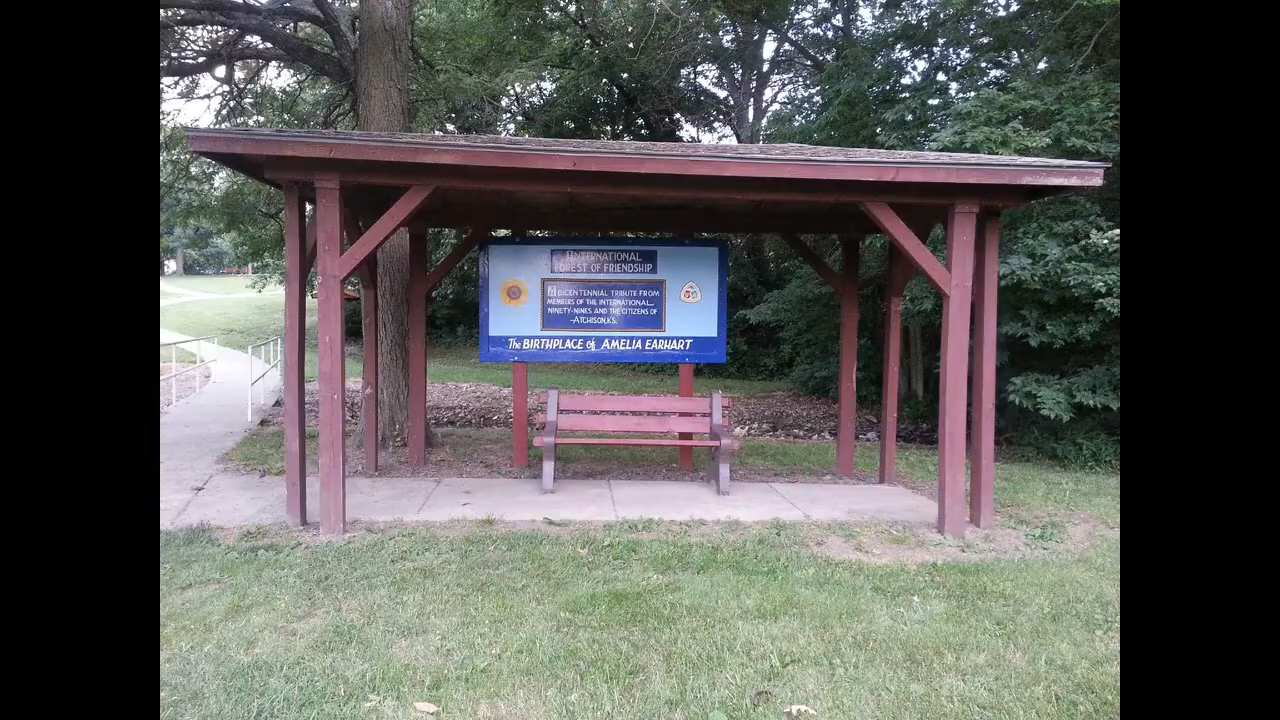 INTERNATIONAL
FOREST OF FRIENDSHIP
A BICENTENNIAL TRIBUTE FROM
MEMBERS OF THE INTERNATIONAL
NINETY-NINES AND THE CITIZENS OF
-ATCHISON, KS.
The BIRTHPLACE of AMELIA EARHART